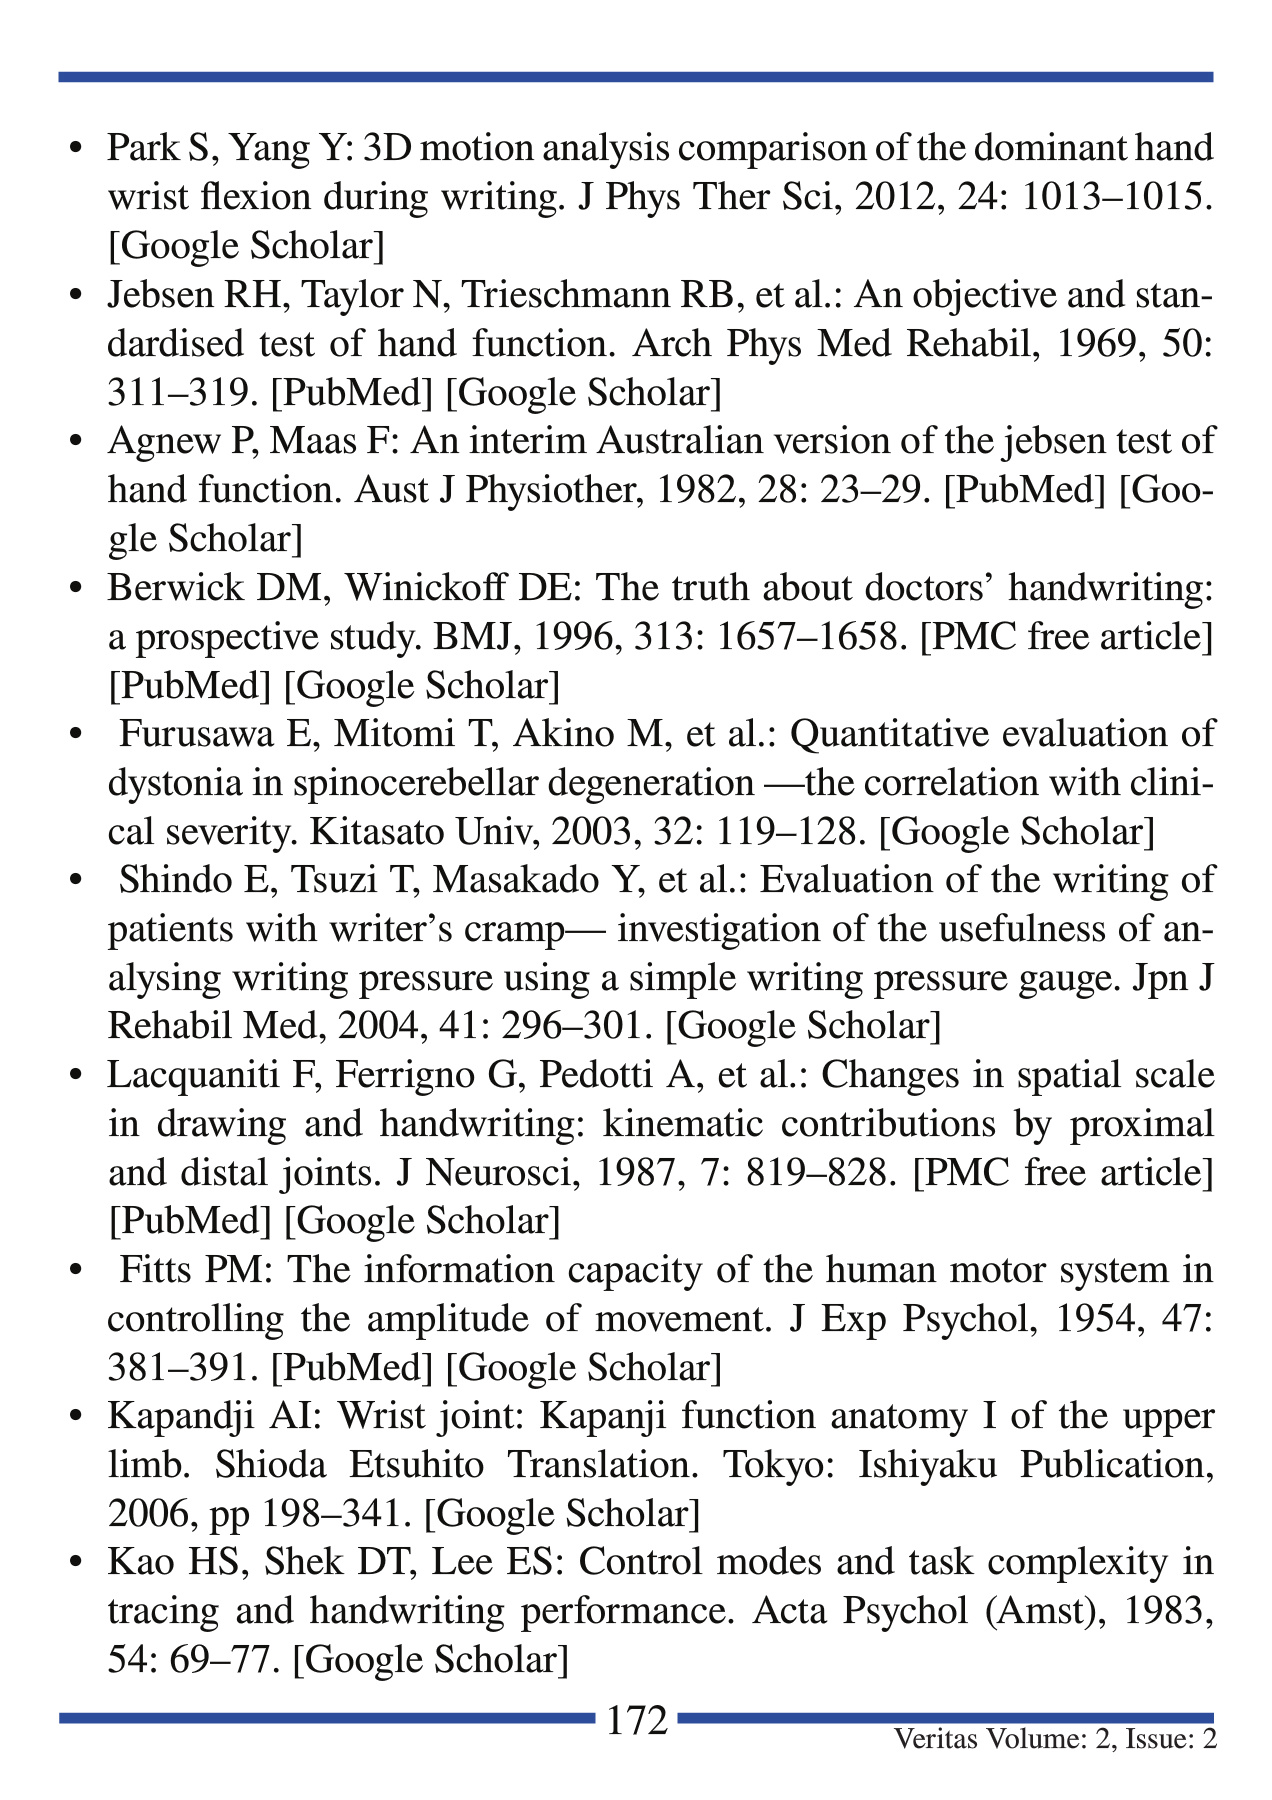 • Park S, Yang Y: 3D motion analysis comparison of the dominant hand
wrist flexion during writing. J Phys Ther Sci, 2012, 24: 1013–1015.
[Google Scholar]
• Jebsen RH, Taylor N, Trieschmann RB, et al.: An objective and stan-
dardised test of hand function. Arch Phys Med Rehabil, 1969, 50:
311–319. [PubMed] [Google Scholar]
• Agnew P, Maas F: An interim Australian version of the jebsen test of
hand function. Aust J Physiother, 1982, 28: 23–29. [PubMed] [Goo-
gle Scholar]
• Berwick DM, Winickoff DE: The truth about doctors’ handwriting:
a prospective study. BMJ, 1996, 313: 1657–1658. [PMC free article]
[PubMed] [Google Scholar]
• Furusawa E, Mitomi T, Akino M, et al.: Quantitative evaluation of
dystonia in spinocerebellar degeneration —the correlation with clini-
cal severity. Kitasato Univ, 2003, 32: 119–128. [Google Scholar]
• Shindo E, Tsuzi T, Masakado Y, et al.: Evaluation of the writing of
patients with writer’s cramp— investigation of the usefulness of an-
alysing writing pressure using a simple writing pressure gauge. Jpn J
Rehabil Med, 2004, 41: 296–301. [Google Scholar]
• Lacquaniti F, Ferrigno G, Pedotti A, et al.: Changes in spatial scale
in drawing and handwriting: kinematic contributions by proximal
and distal joints. J Neurosci, 1987, 7: 819–828. [PMC free article]
[PubMed] [Google Scholar]
• Fitts PM: The information capacity of the human motor system in
controlling the amplitude of movement. J Exp Psychol, 1954, 47:
381–391. [PubMed] [Google Scholar]
• Kapandji AI: Wrist joint: Kapanji function anatomy I of the upper
limb. Shioda Etsuhito Translation. Tokyo: Ishiyaku Publication,
2006, pp 198–341. [Google Scholar]
• Kao HS, Shek DT, Lee ES: Control modes and task complexity in
tracing and handwriting performance. Acta Psychol (Amst), 1983,
54: 69–77. [Google Scholar]
172
Veritas Volume: 2, Issue: 2